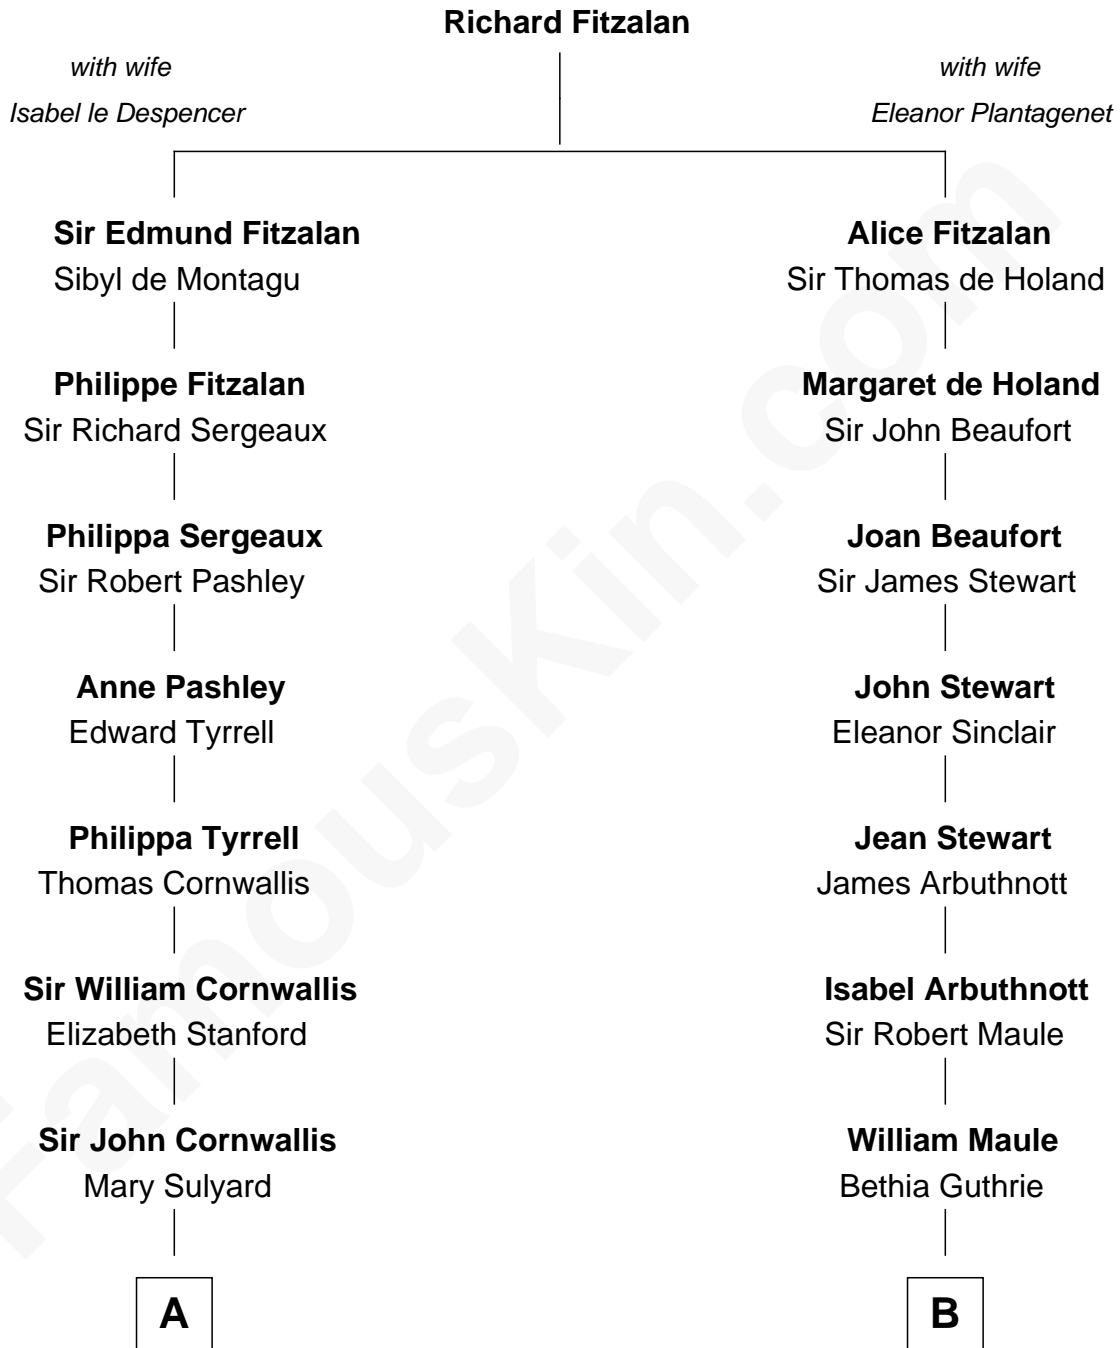 Richard Fitzalan
with wife
Isabel le Despencer
with wife
Eleanor Plantagenet
Sir Edmund Fitzalan
Sibyl de Montagu
Alice Fitzalan
Sir Thomas de Holand
Philippe Fitzalan
Sir Richard Sergeaux
Margaret de Holand
Sir John Beaufort
Philippa Sergeaux
Sir Robert Pashley
Joan Beaufort
Sir James Stewart
Anne Pashley
Edward Tyrrell
John Stewart
Eleanor Sinclair
Philippa Tyrrell
Thomas Cornwallis
Jean Stewart
James Arbuthnott
Sir William Cornwallis
Elizabeth Stanford
Isabel Arbuthnott
Sir Robert Maule
Sir John Cornwallis
Mary Sulyard
William Maule
Bethia Guthrie
A
B
FamousKin.com